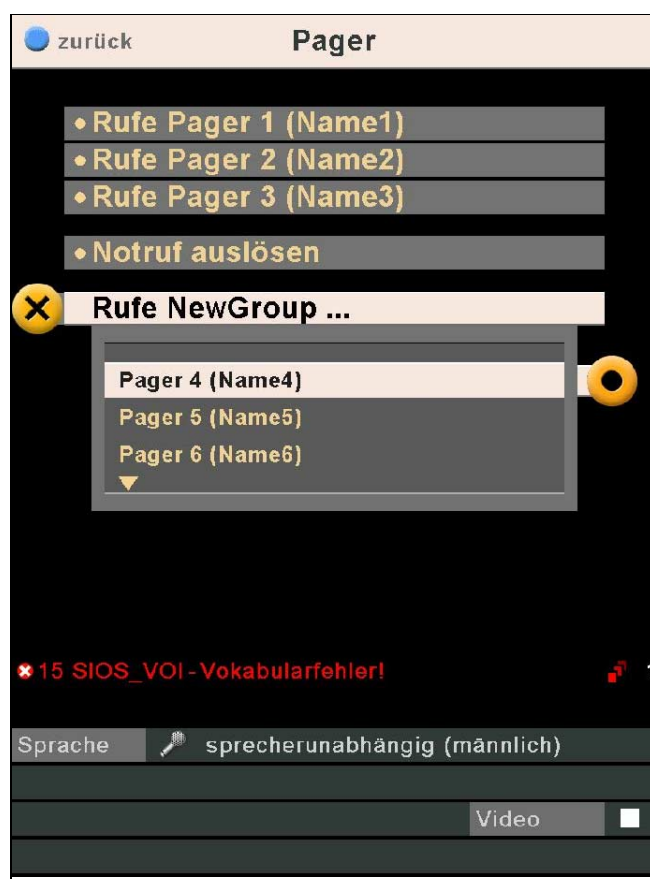 zurück Pager
• Rufe Pager 1 (Name1)
• Rufe Pager 2 (Name2)
• Rufe Pager 3 (Name3)
• Notruf auslösen
Rufe NewGroup ...
Pager 4 (Name4)
Pager 5 (Name5)
Pager 6 (Name6)
15 SIOS_VOI - Vokabularfehler!
Sprache sprecherunabhängig (männlich)
Video